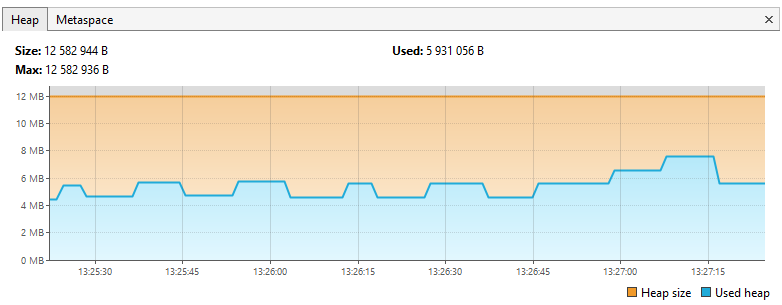 Heap Metaspace ×
Size: 12 582 944 B Used: 5 931 056 B
Max: 12 582 936 B
12 MB
10 MB
8 MB
6 MB
4 MB
2 MB
0 MB
13:25:30 13:25:45 13:26:00 13:26:15 13:26:30 13:26:45 13:27:00 13:27:15
Heap size Used heap